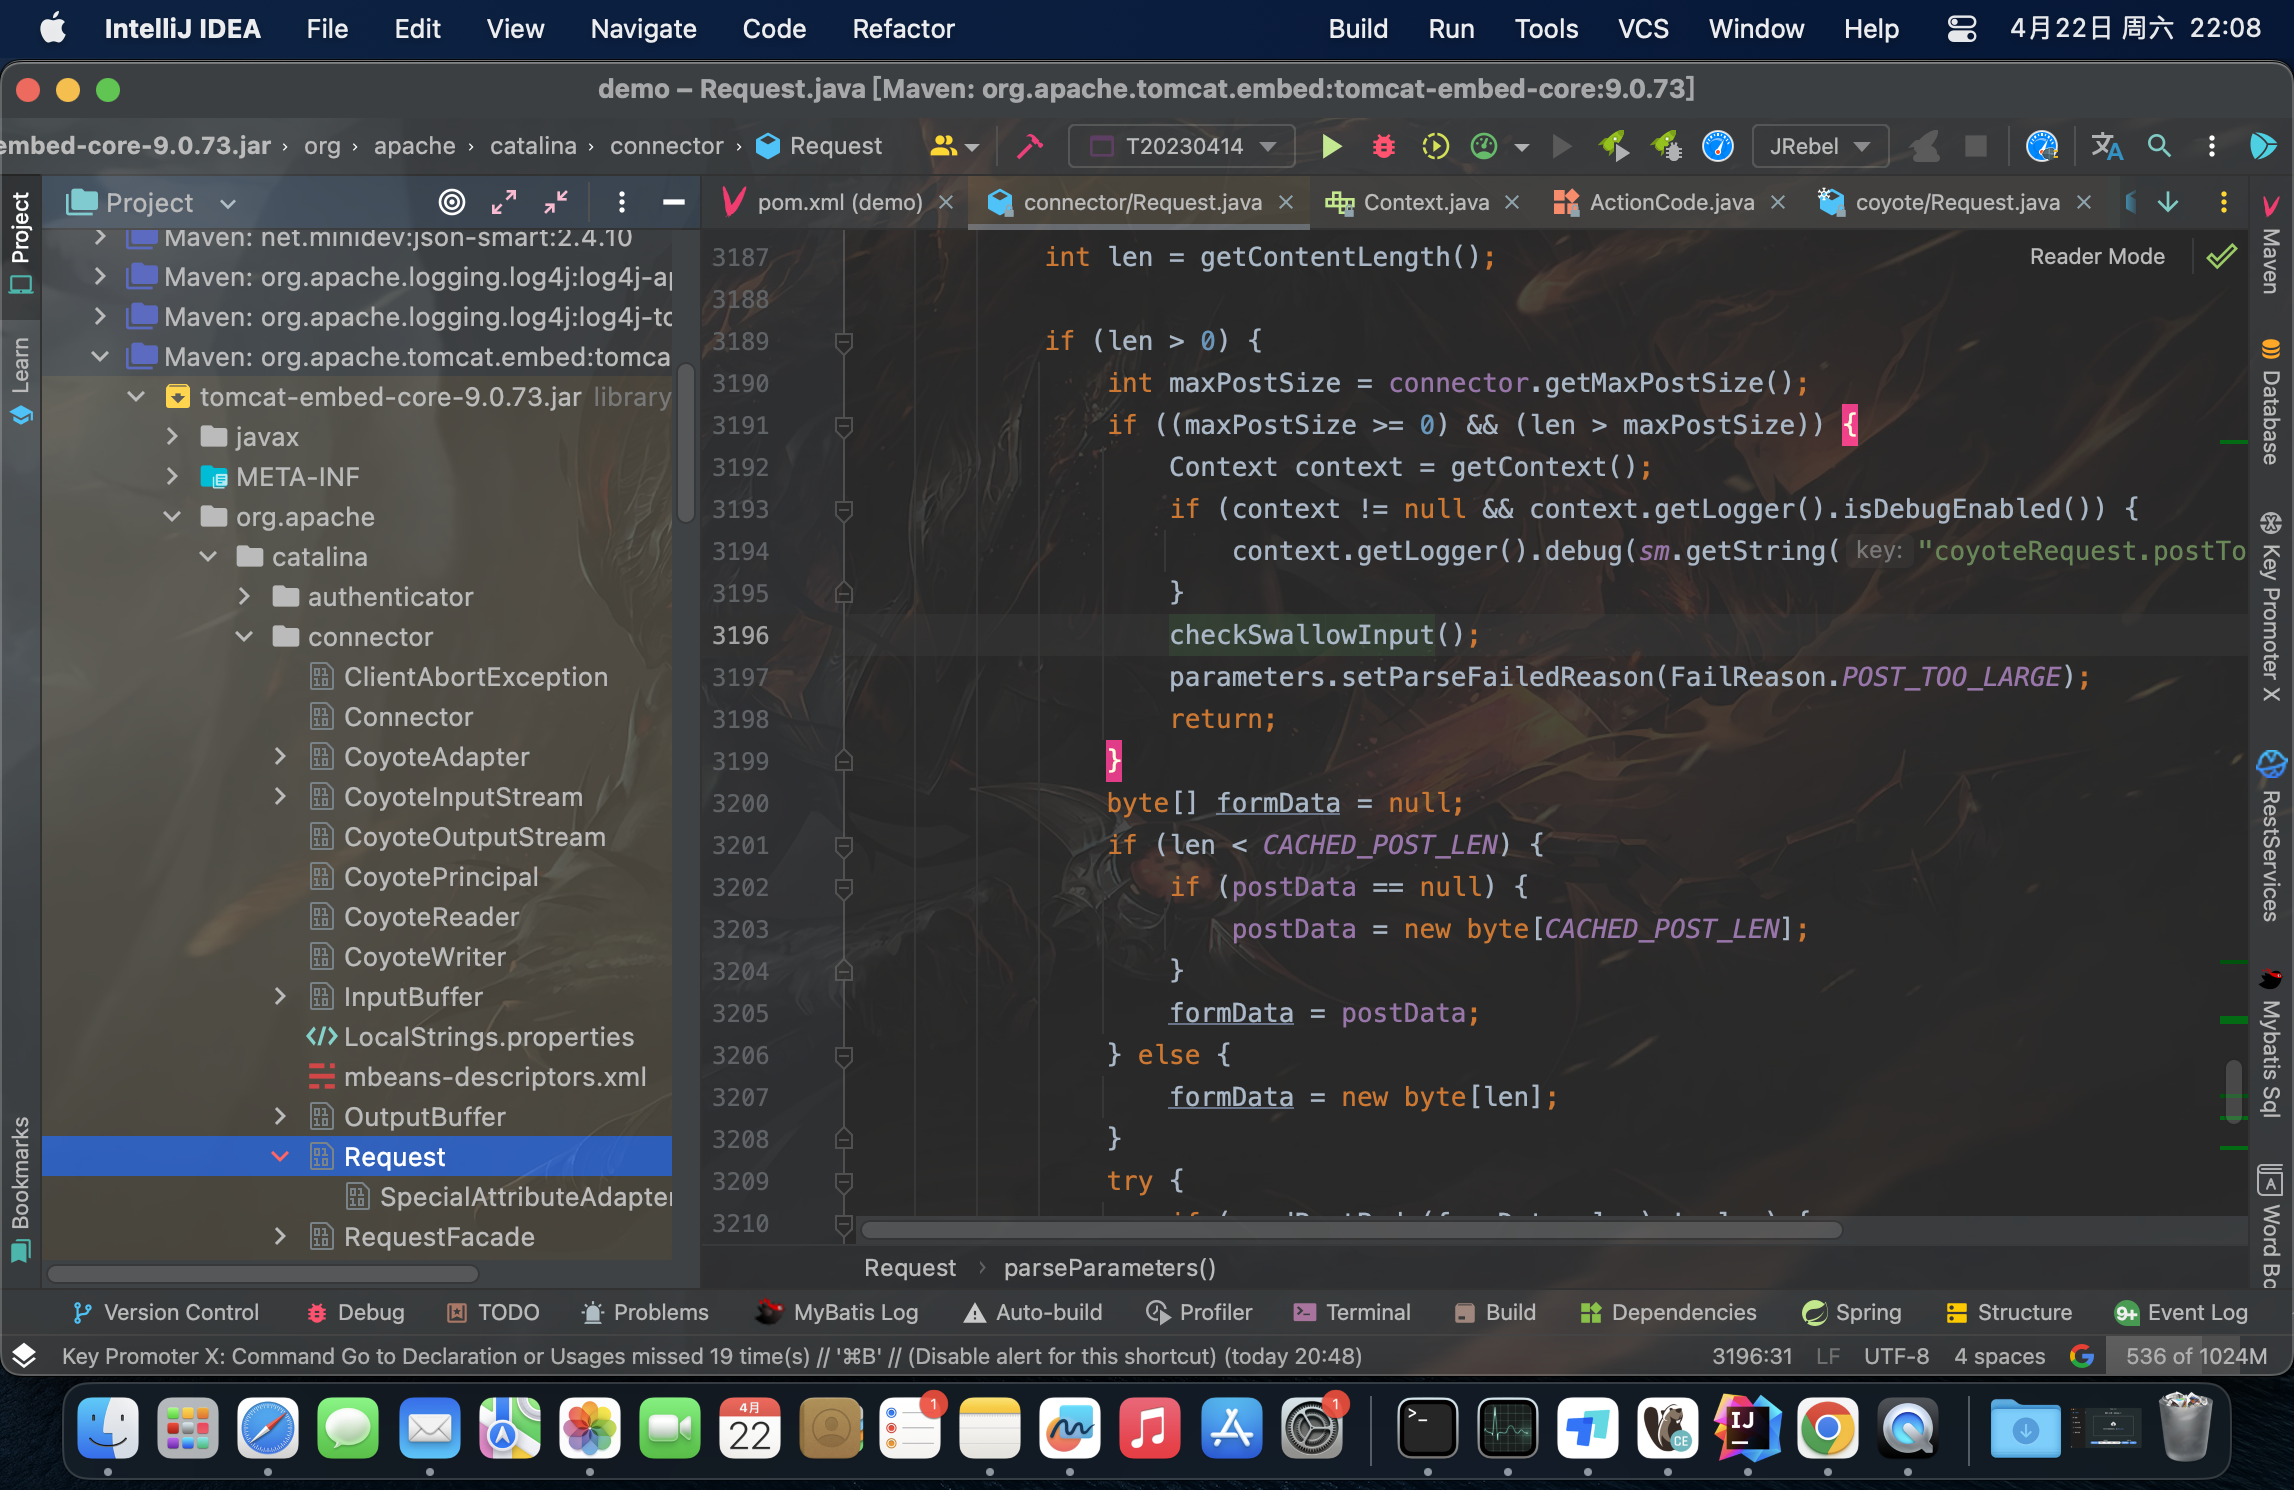 IntelliJ IDEA File Edit View Navigate Code Refactor Build Run Tools VCS Window Help 4月22日 周六 22:08
demo – Request.java [Maven: org.apache.tomcat.embed:tomcat-embed-core:9.0.73]
embed-core-9.0.73.jar › org › apache › catalina › connector › Request T20230414 JRebel
Project
pom.xml (demo) connector/Request.java Context.java ActionCode.java coyote/Request.java
Project
Learn
Bookmarks
Maven: net.minidev:json-smart:2.4.10
Maven: org.apache.logging.log4j:log4j-a
Maven: org.apache.logging.log4j:log4j-to
Maven: org.apache.tomcat.embed:tomca
tomcat-embed-core-9.0.73.jar library
javax
META-INF
org.apache
catalina
authenticator
connector
ClientAbortException
Connector
CoyoteAdapter
CoyoteInputStream
CoyoteOutputStream
CoyotePrincipal
CoyoteReader
CoyoteWriter
InputBuffer
LocalStrings.properties
mbeans-descriptors.xml
OutputBuffer
Request
SpecialAttributeAdapter
RequestFacade
Reader Mode
3187 int len = getContentLength();
3188
3189 if (len > 0) {
3190 int maxPostSize = connector.getMaxPostSize();
3191 if ((maxPostSize >= 0) && (len > maxPostSize)) {
3192 Context context = getContext();
3193 if (context != null && context.getLogger().isDebugEnabled()) {
3194 context.getLogger().debug(sm.getString( key: "coyoteRequest.postTo
3195 }
3196 checkSwallowInput();
3197 parameters.setParseFailedReason(FailReason.POST_TOO_LARGE);
3198 return;
3199 }
3200 byte[] formData = null;
3201 if (len < CACHED_POST_LEN) {
3202 if (postData == null) {
3203 postData = new byte[CACHED_POST_LEN];
3204 }
3205 formData = postData;
3206 } else {
3207 formData = new byte[len];
3208 }
3209 try {
3210
Request › parseParameters()
Maven
Database
Key Promoter X
RestServices
Mybatis Sql
Word Bo
Version Control Debug TODO Problems MyBatis Log Auto-build Profiler Terminal Build Dependencies Spring Structure 9+ Event Log
Key Promoter X: Command Go to Declaration or Usages missed 19 time(s) // '⌘B' // (Disable alert for this shortcut) (today 20:48) 3196:31 LF UTF-8 4 spaces 536 of 1024M
4月
22
1
1
CE
IJ